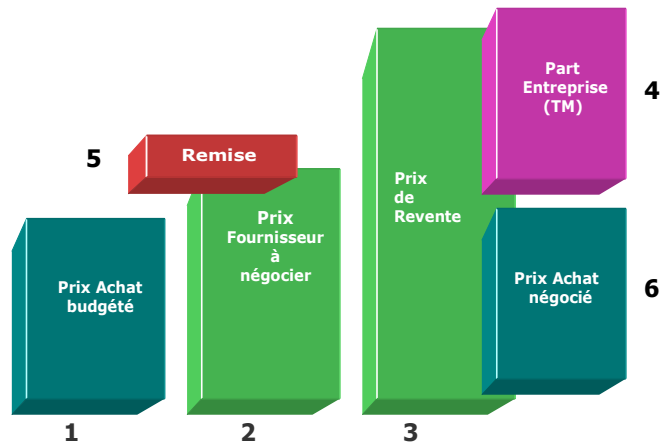 Part
Entreprise
(TM)
4
5
Remise
Prix
de
Revente
Prix
Fournisseur
à
négocier
Prix Achat
budgété
Prix Achat
négocié
6
1
2
3